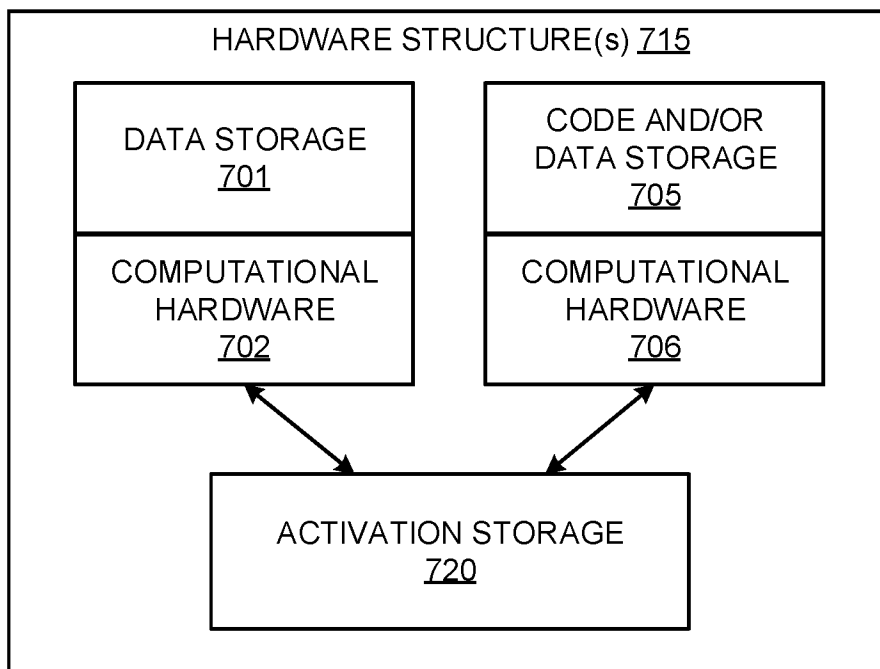 HARDWARE STRUCTURE(S) 715
DATA STORAGE
701
CODE AND/OR
DATA STORAGE
705
COMPUTATIONAL
HARDWARE
702
COMPUTATIONAL
HARDWARE
706
ACTIVATION STORAGE
720